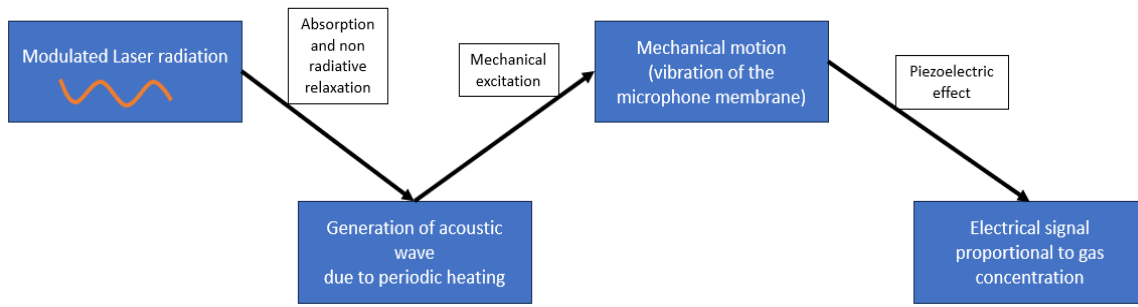 Modulated Laser radiation
Absorption
and non
radiative
relaxation
Generation of acoustic
wave
due to periodic heating
Mechanical
excitation
Mechanical motion
(vibration of the
microphone membrane)
Piezoelectric
effect
Electrical signal
proportional to gas
concentration